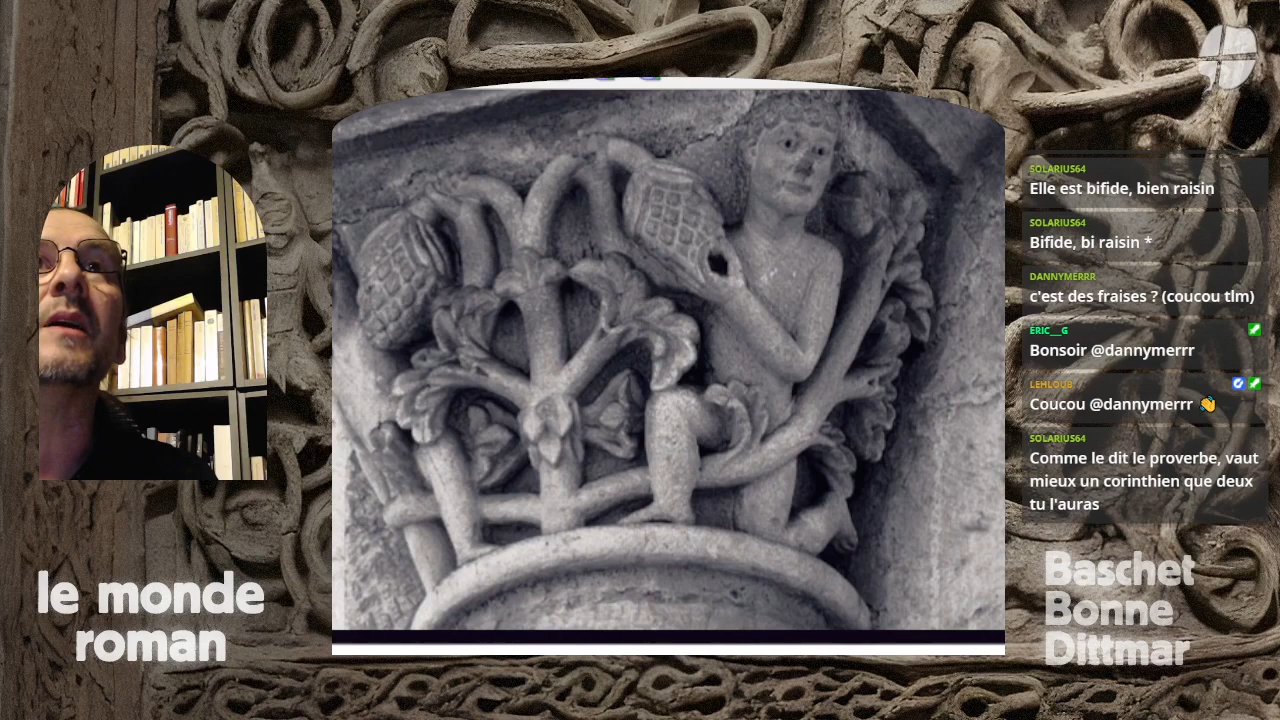 SOLARIUS64
Elle est bifide, bien raisin
SOLARIUS64
Bifide, bi raisin *
DANNYMERRR
c'est des fraises ? (coucou tlm)
ERIC__G
Bonsoir @dannymerrr
LEHLOUB
Coucou @dannymerrr 👏
SOLARIUS64
Comme le dit le proverbe, vaut
mieux un corinthien que deux
tu l'auras
le monde
roman
Baschet
Bonne
Dittmar